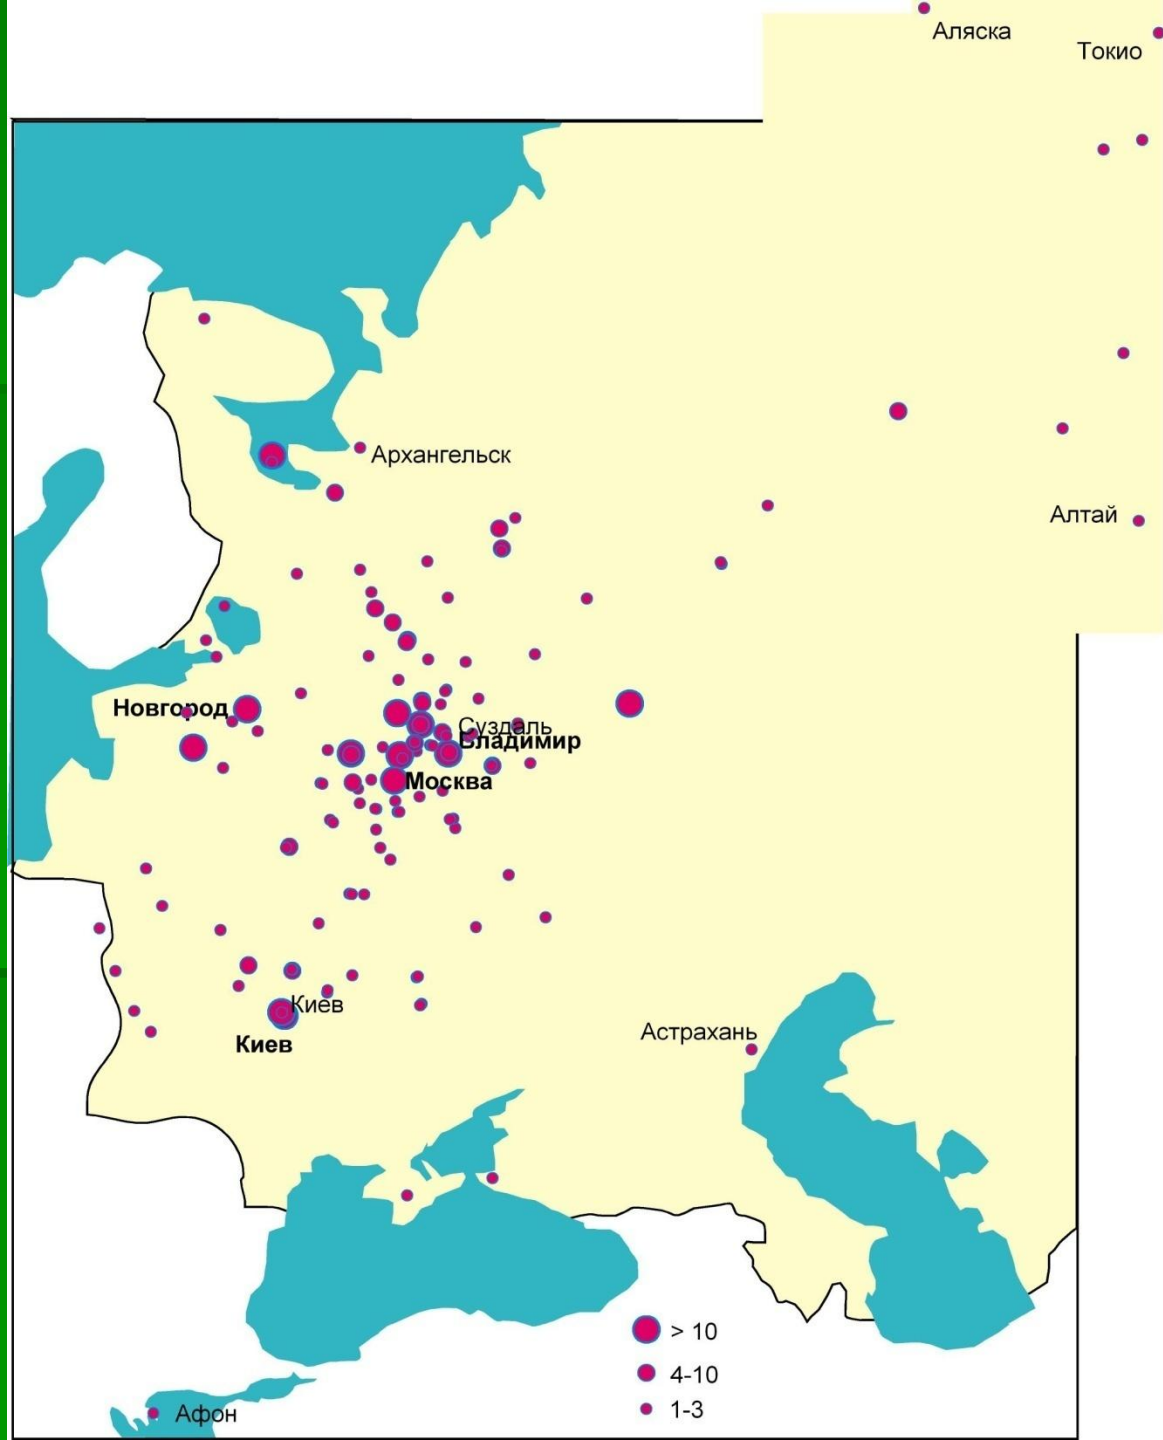 Аляска
Токио
Архангельск
Алтай
Новгород
Суздаль
Владимир
Москва
Киев
Киев
Астрахань
> 10
4-10
1-3
Афон